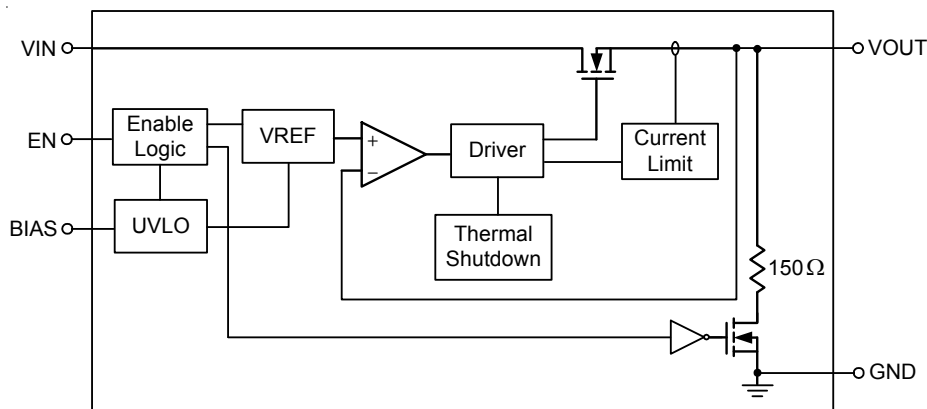 VIN
VOUT
EN
Enable
Logic
VREF
+
−
Driver
Current
Limit
BIAS
UVLO
Thermal
Shutdown
150Ω
GND